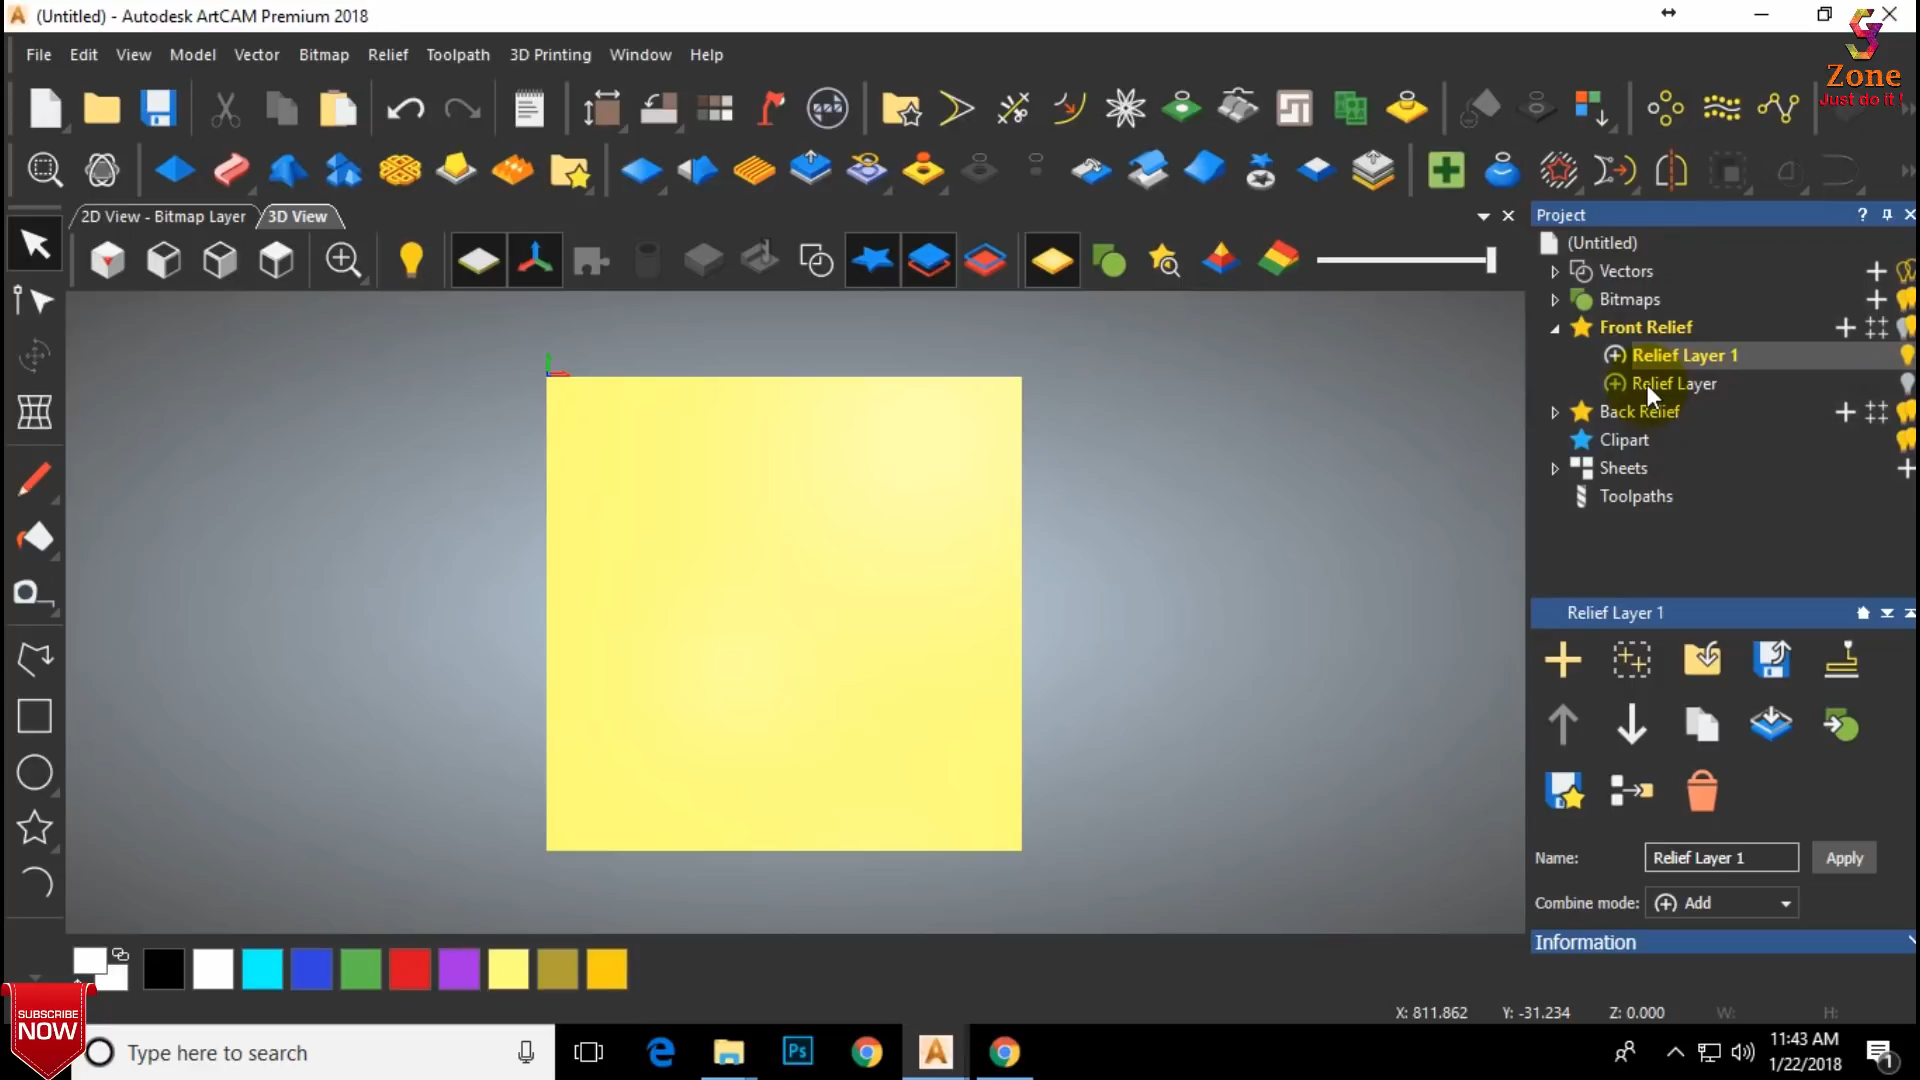 (Untitled) - Autodesk ArtCAM Premium 2018
Zone
Just do it !
File Edit View Model Vector Bitmap Relief Toolpath 3D Printing Window Help
2D View - Bitmap Layer 3D View
Project
(Untitled)
Vectors
Bitmaps
Front Relief
Relief Layer 1
Relief Layer
Back Relief
Clipart
Sheets
Toolpaths
Relief Layer 1
Name: Relief Layer 1 Apply
Combine mode: Add
Information
X: 811.862 Y: -31.234 Z: 0.000 W: H:
SUBSCRIBE
NOW
Type here to search
Ps
11:43 AM
1/22/2018
1